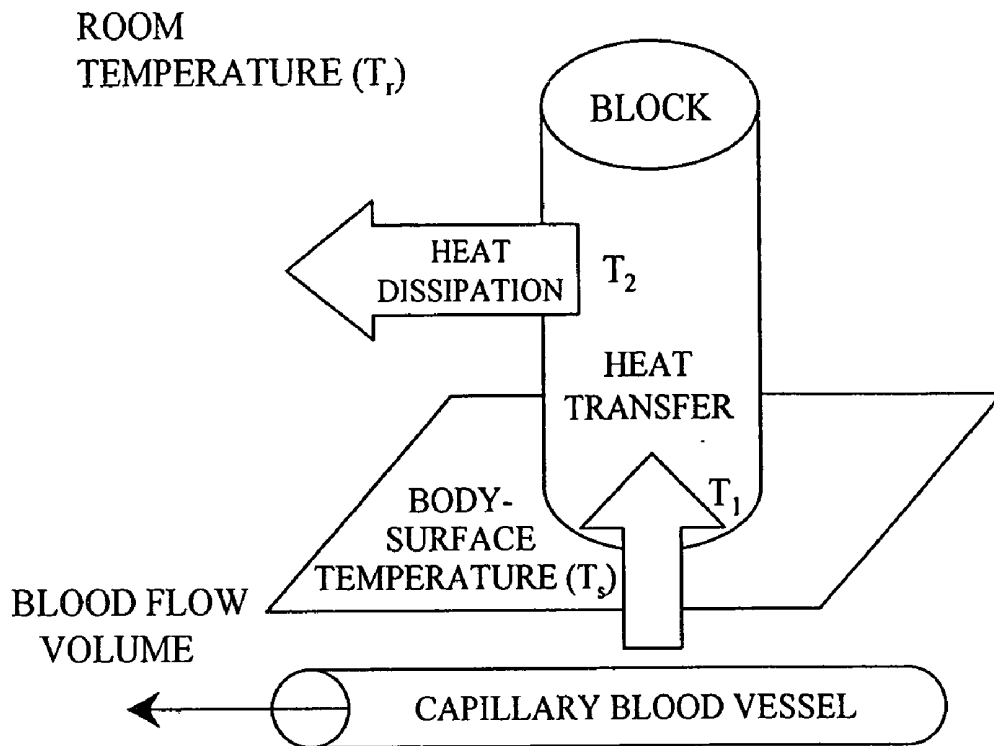 ROOM
TEMPERATURE (Tr)
BLOCK
HEAT
DISSIPATION
T2
HEAT
TRANSFER
T1
BODY-
SURFACE
TEMPERATURE (Ts)
BLOOD FLOW
VOLUME
CAPILLARY BLOOD VESSEL